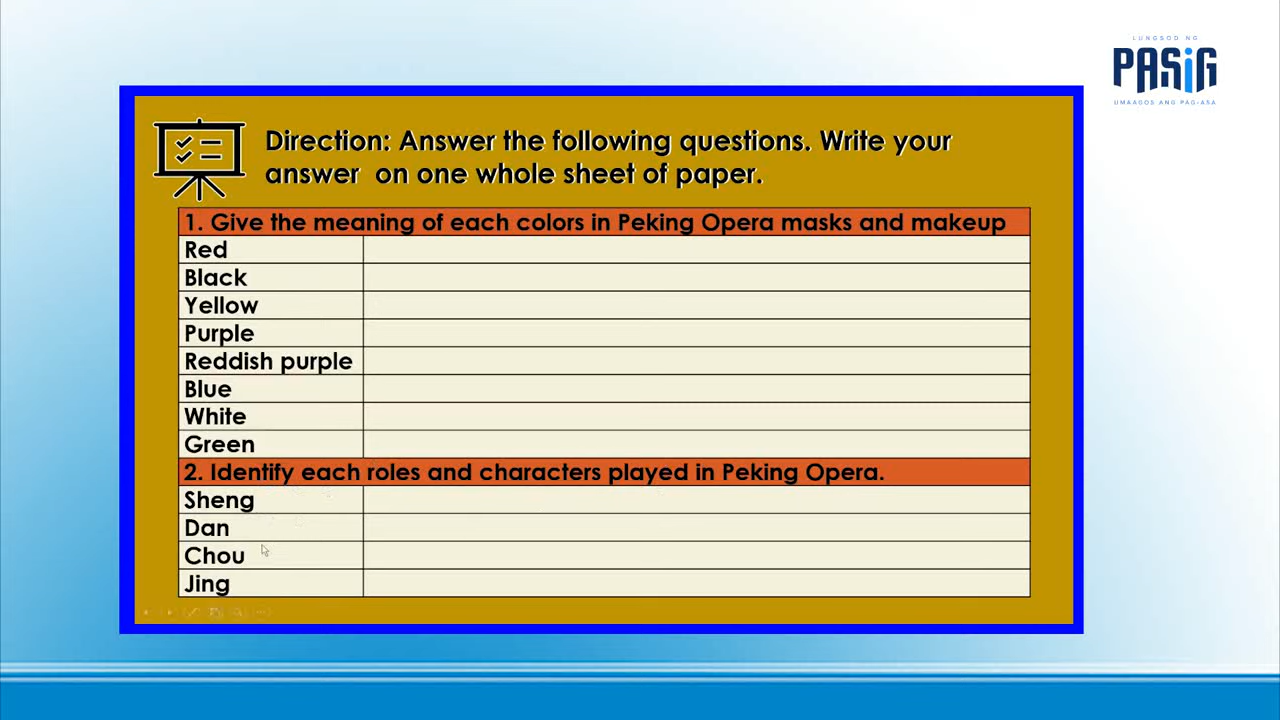 LUNGSOD NG
PASiG
UMAAGOS ANG PAG-ASA
Direction: Answer the following questions. Write your
answer on one whole sheet of paper.
1. Give the meaning of each colors in Peking Opera masks and makeup
Red
Black
Yellow
Purple
Reddish purple
Blue
White
Green
2. Identify each roles and characters played in Peking Opera.
Sheng
Dan
Chou
Jing